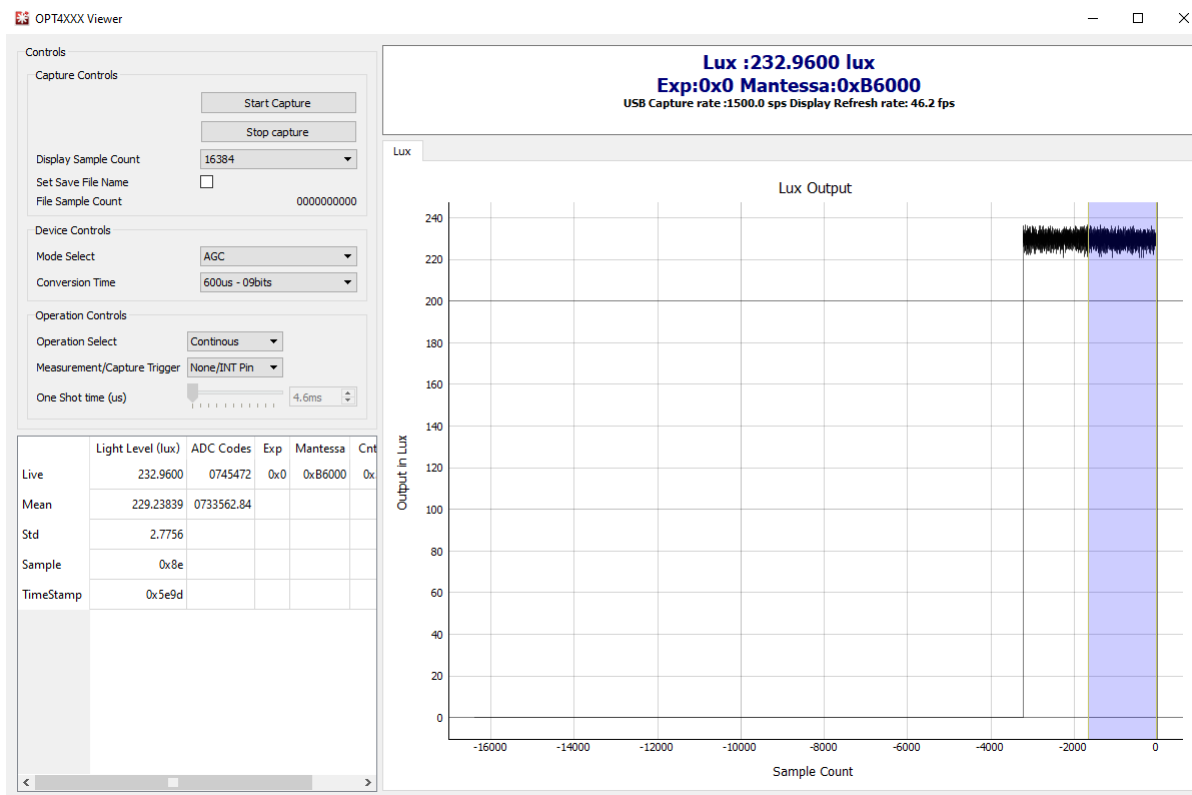 OPT4XXX Viewer
Controls
Capture Controls
Start Capture
Stop capture
Display Sample Count 16384
Set Save File Name
File Sample Count 0000000000
Device Controls
Mode Select AGC
Conversion Time 600us - 09bits
Operation Controls
Operation Select Continous
Measurement/Capture Trigger None/INT Pin
One Shot time (us) 4.6ms
Light Level (lux) ADC Codes Exp Mantessa Cnt
Live 232.9600 0745472 0x0 0xB6000 0x
Mean 229.23839 0733562.84
Std 2.7756
Sample 0x8e
TimeStamp 0x5e9d
Lux :232.9600 lux
Exp:0x0 Mantessa:0xB6000
USB Capture rate :1500.0 sps Display Refresh rate: 46.2 fps
Lux
Lux Output
Output in Lux
240
220
200
180
160
140
120
100
80
60
40
20
0
-16000 -14000 -12000 -10000 -8000 -6000 -4000 -2000 0
Sample Count